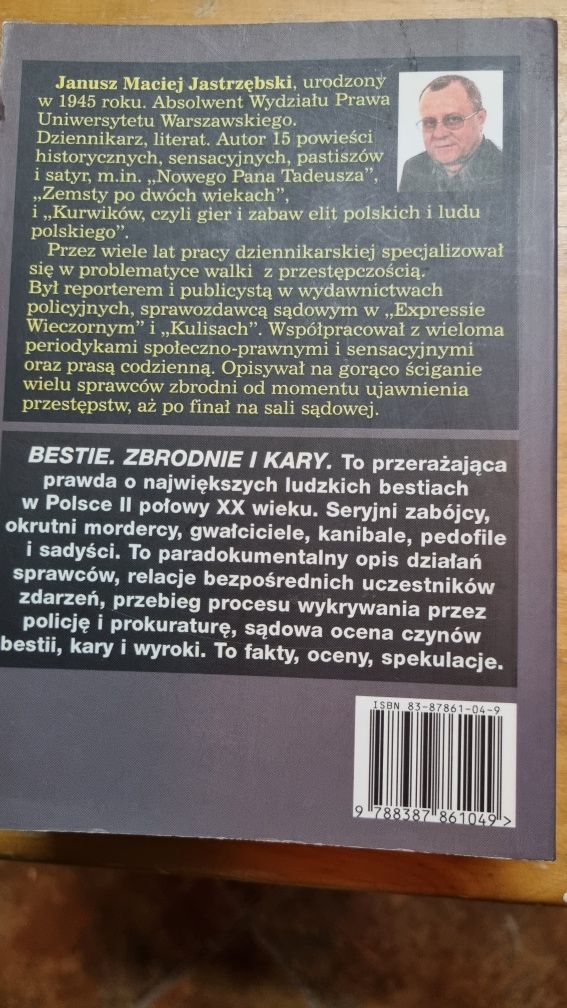 Janusz Maciej Jastrzębski, urodzony
w 1945 roku. Absolwent Wydziału Prawa
Uniwersytetu Warszawskiego.
Dziennikarz, literat. Autor 15 powieści
historycznych, sensacyjnych, pastiszów
i satyr, m.in. „Nowego Pana Tadeusza”,
„Zemsty po dwóch wiekach”,
i „Kurwików, czyli gier i zabaw elit polskich i ludu
polskiego”.
Przez wiele lat pracy dziennikarskiej specjalizował
się w problematyce walki z przestępczością.
Był reporterem i publicystą w wydawnictwach
policyjnych, sprawozdawcą sądowym w „Expressie
Wieczornym” i „Kulisach”. Współpracował z wieloma
periodykami społeczno-prawnymi i sensacyjnymi
oraz prasą codzienną. Opisywał na gorąco ściganie
wielu sprawców zbrodni od momentu ujawnienia
przestępstw, aż po finał na sali sądowej.
BESTIE. ZBRODNIE I KARY. To przerażająca
prawda o największych ludzkich bestiach
w Polsce II połowy XX wieku. Seryjni zabójcy,
okrutni mordercy, gwałciciele, kanibale, pedofile
i sadyści. To paradokumentalny opis działań
sprawców, relacje bezpośrednich uczestników
zdarzeń, przebieg procesu wykrywania przez
policję i prokuraturę, sądowa ocena czynów
bestii, kary i wyroki. To fakty, oceny, spekulacje.
ISBN 83-87861-04-9
9 788387 861049 >